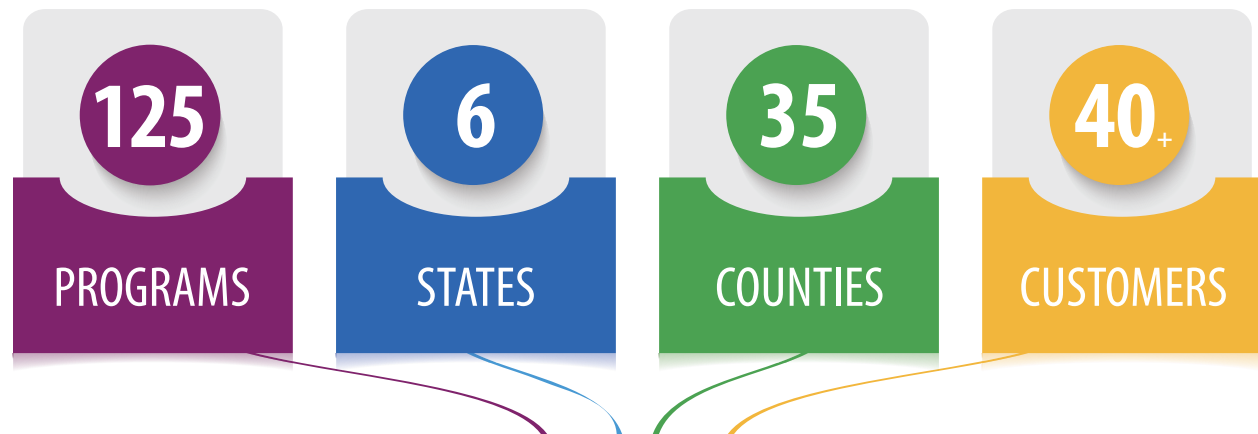 125
PROGRAMS
6
STATES
35
COUNTIES
40+
CUSTOMERS